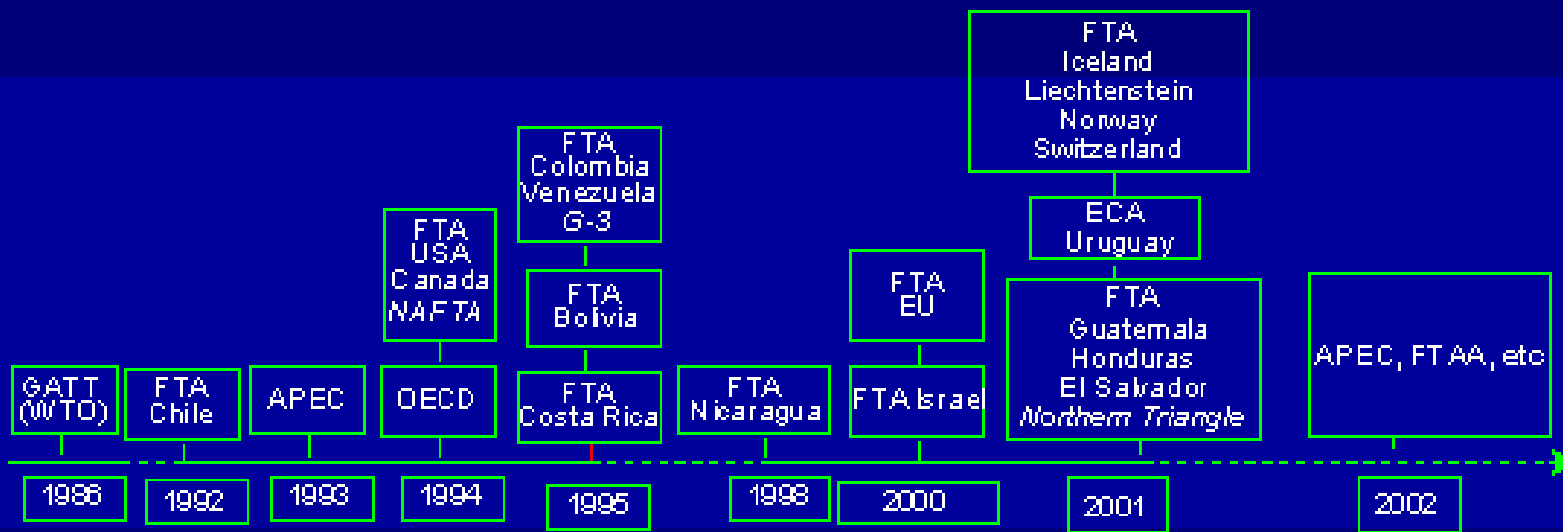 GATT
(WTO)
FTA
Chile
APEC
FTA
USA
Canada
NAFTA
OECD
FTA
Colombia
Venezuela
G-3
FTA
Bolivia
FTA
Costa Rica
FTA
Nicaragua
FTA
EU
FTA Israel
FTA
Iceland
Liechtenstein
Norway
Switzerland
ECA
Uruguay
FTA
Guatemala
Honduras
El Salvador
Northern Triangle
APEC, FTAA, etc
1986
1992
1993
1994
1995
1998
2000
2001
2002